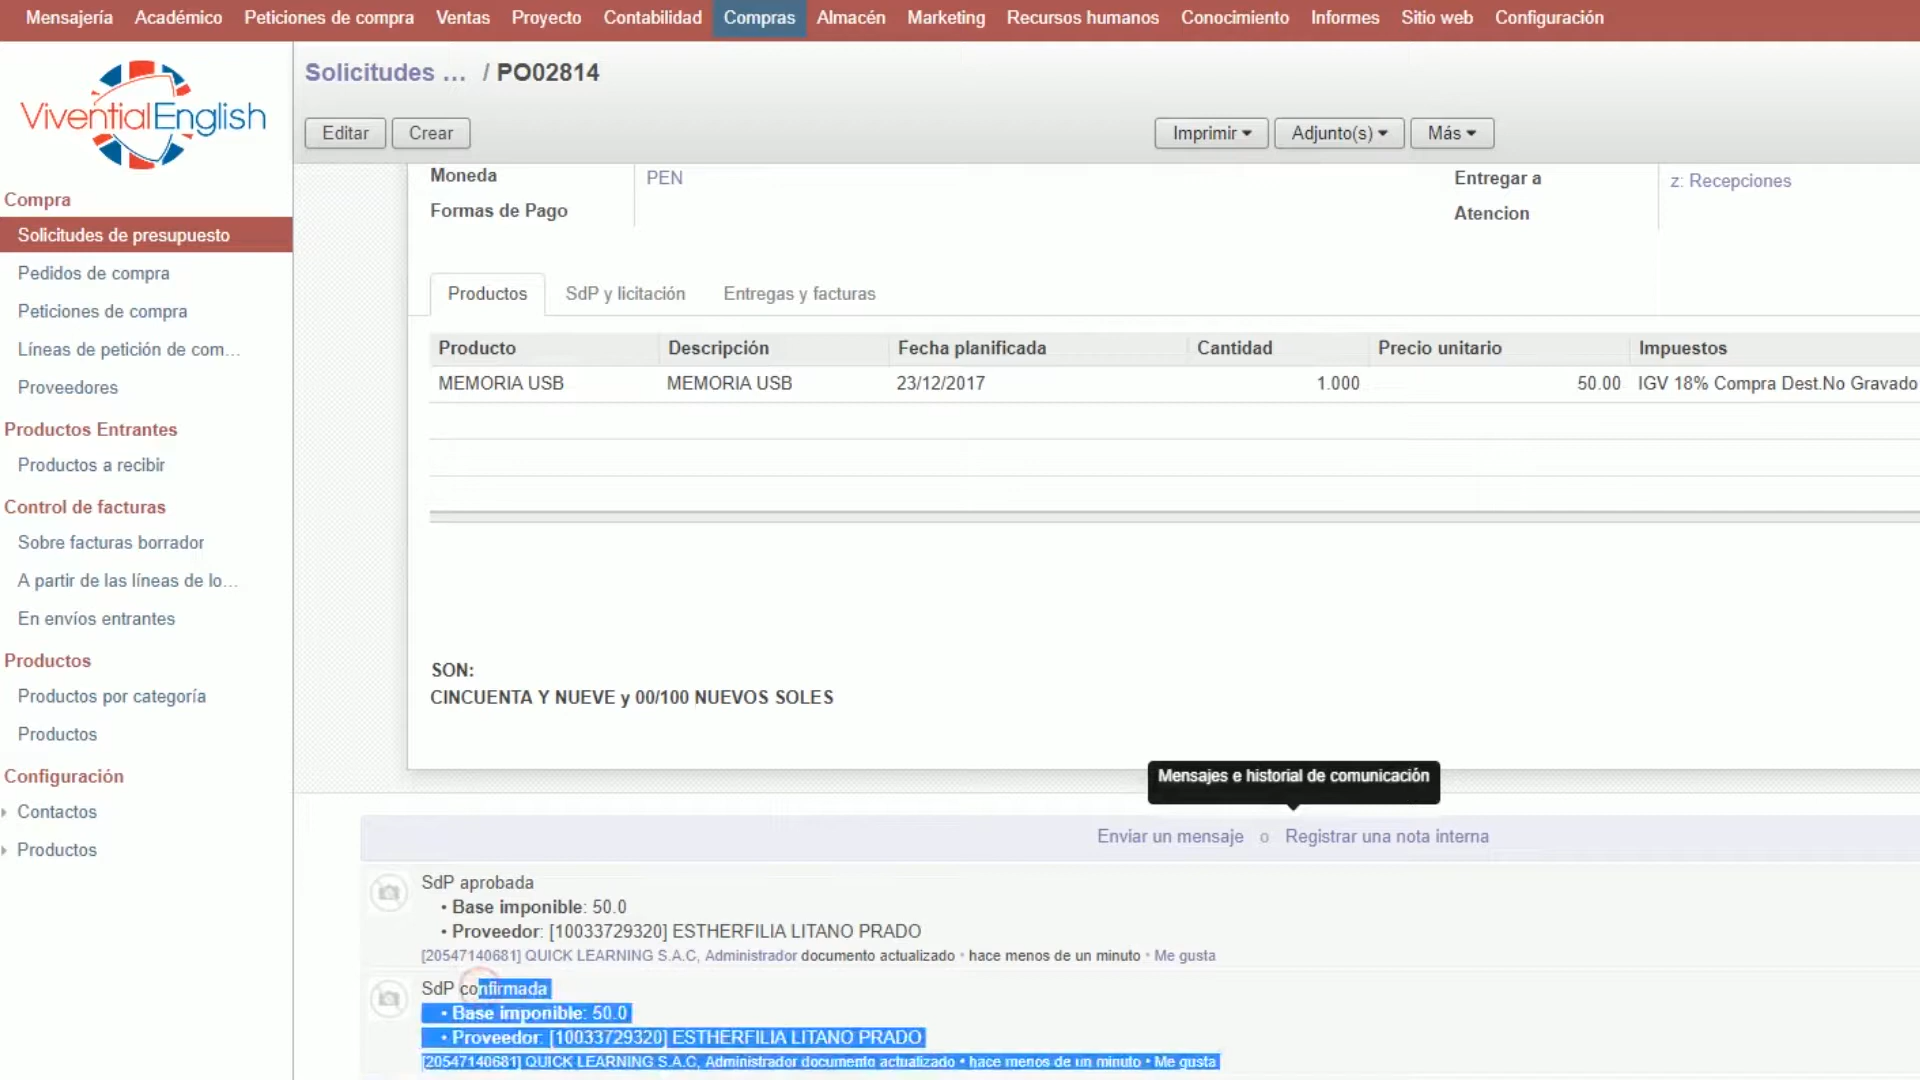 Mensajería Académico Peticiones de compra Ventas Proyecto Contabilidad Compras Almacén Marketing Recursos humanos Conocimiento Informes Sitio web Configuración
ViventialEnglish
Solicitudes ... / PO02814
Editar Crear Imprimir Adjunto(s) Más
Compra
Solicitudes de presupuesto
Pedidos de compra
Peticiones de compra
Líneas de petición de com...
Proveedores
Productos Entrantes
Productos a recibir
Control de facturas
Sobre facturas borrador
A partir de las líneas de lo...
En envíos entrantes
Productos
Productos por categoría
Productos
Configuración
Contactos
Productos
Moneda PEN Entregar a z: Recepciones
Formas de Pago Atencion
Productos SdP y licitación Entregas y facturas
Producto Descripción Fecha planificada Cantidad Precio unitario Impuestos
MEMORIA USB MEMORIA USB 23/12/2017 1.000 50.00 IGV 18% Compra Dest.No Gravado
SON:
CINCUENTA Y NUEVE y 00/100 NUEVOS SOLES
Mensajes e historial de comunicación
Enviar un mensaje o Registrar una nota interna
SdP aprobada
• Base imponible: 50.0
• Proveedor: [10033729320] ESTHERFILIA LITANO PRADO
[20547140681] QUICK LEARNING S.A.C, Administrador documento actualizado • hace menos de un minuto • Me gusta
SdP confirmada
• Base imponible: 50.0
• Proveedor: [10033729320] ESTHERFILIA LITANO PRADO
[20547140681] QUICK LEARNING S.A.C, Administrador documento actualizado • hace menos de un minuto • Me gusta